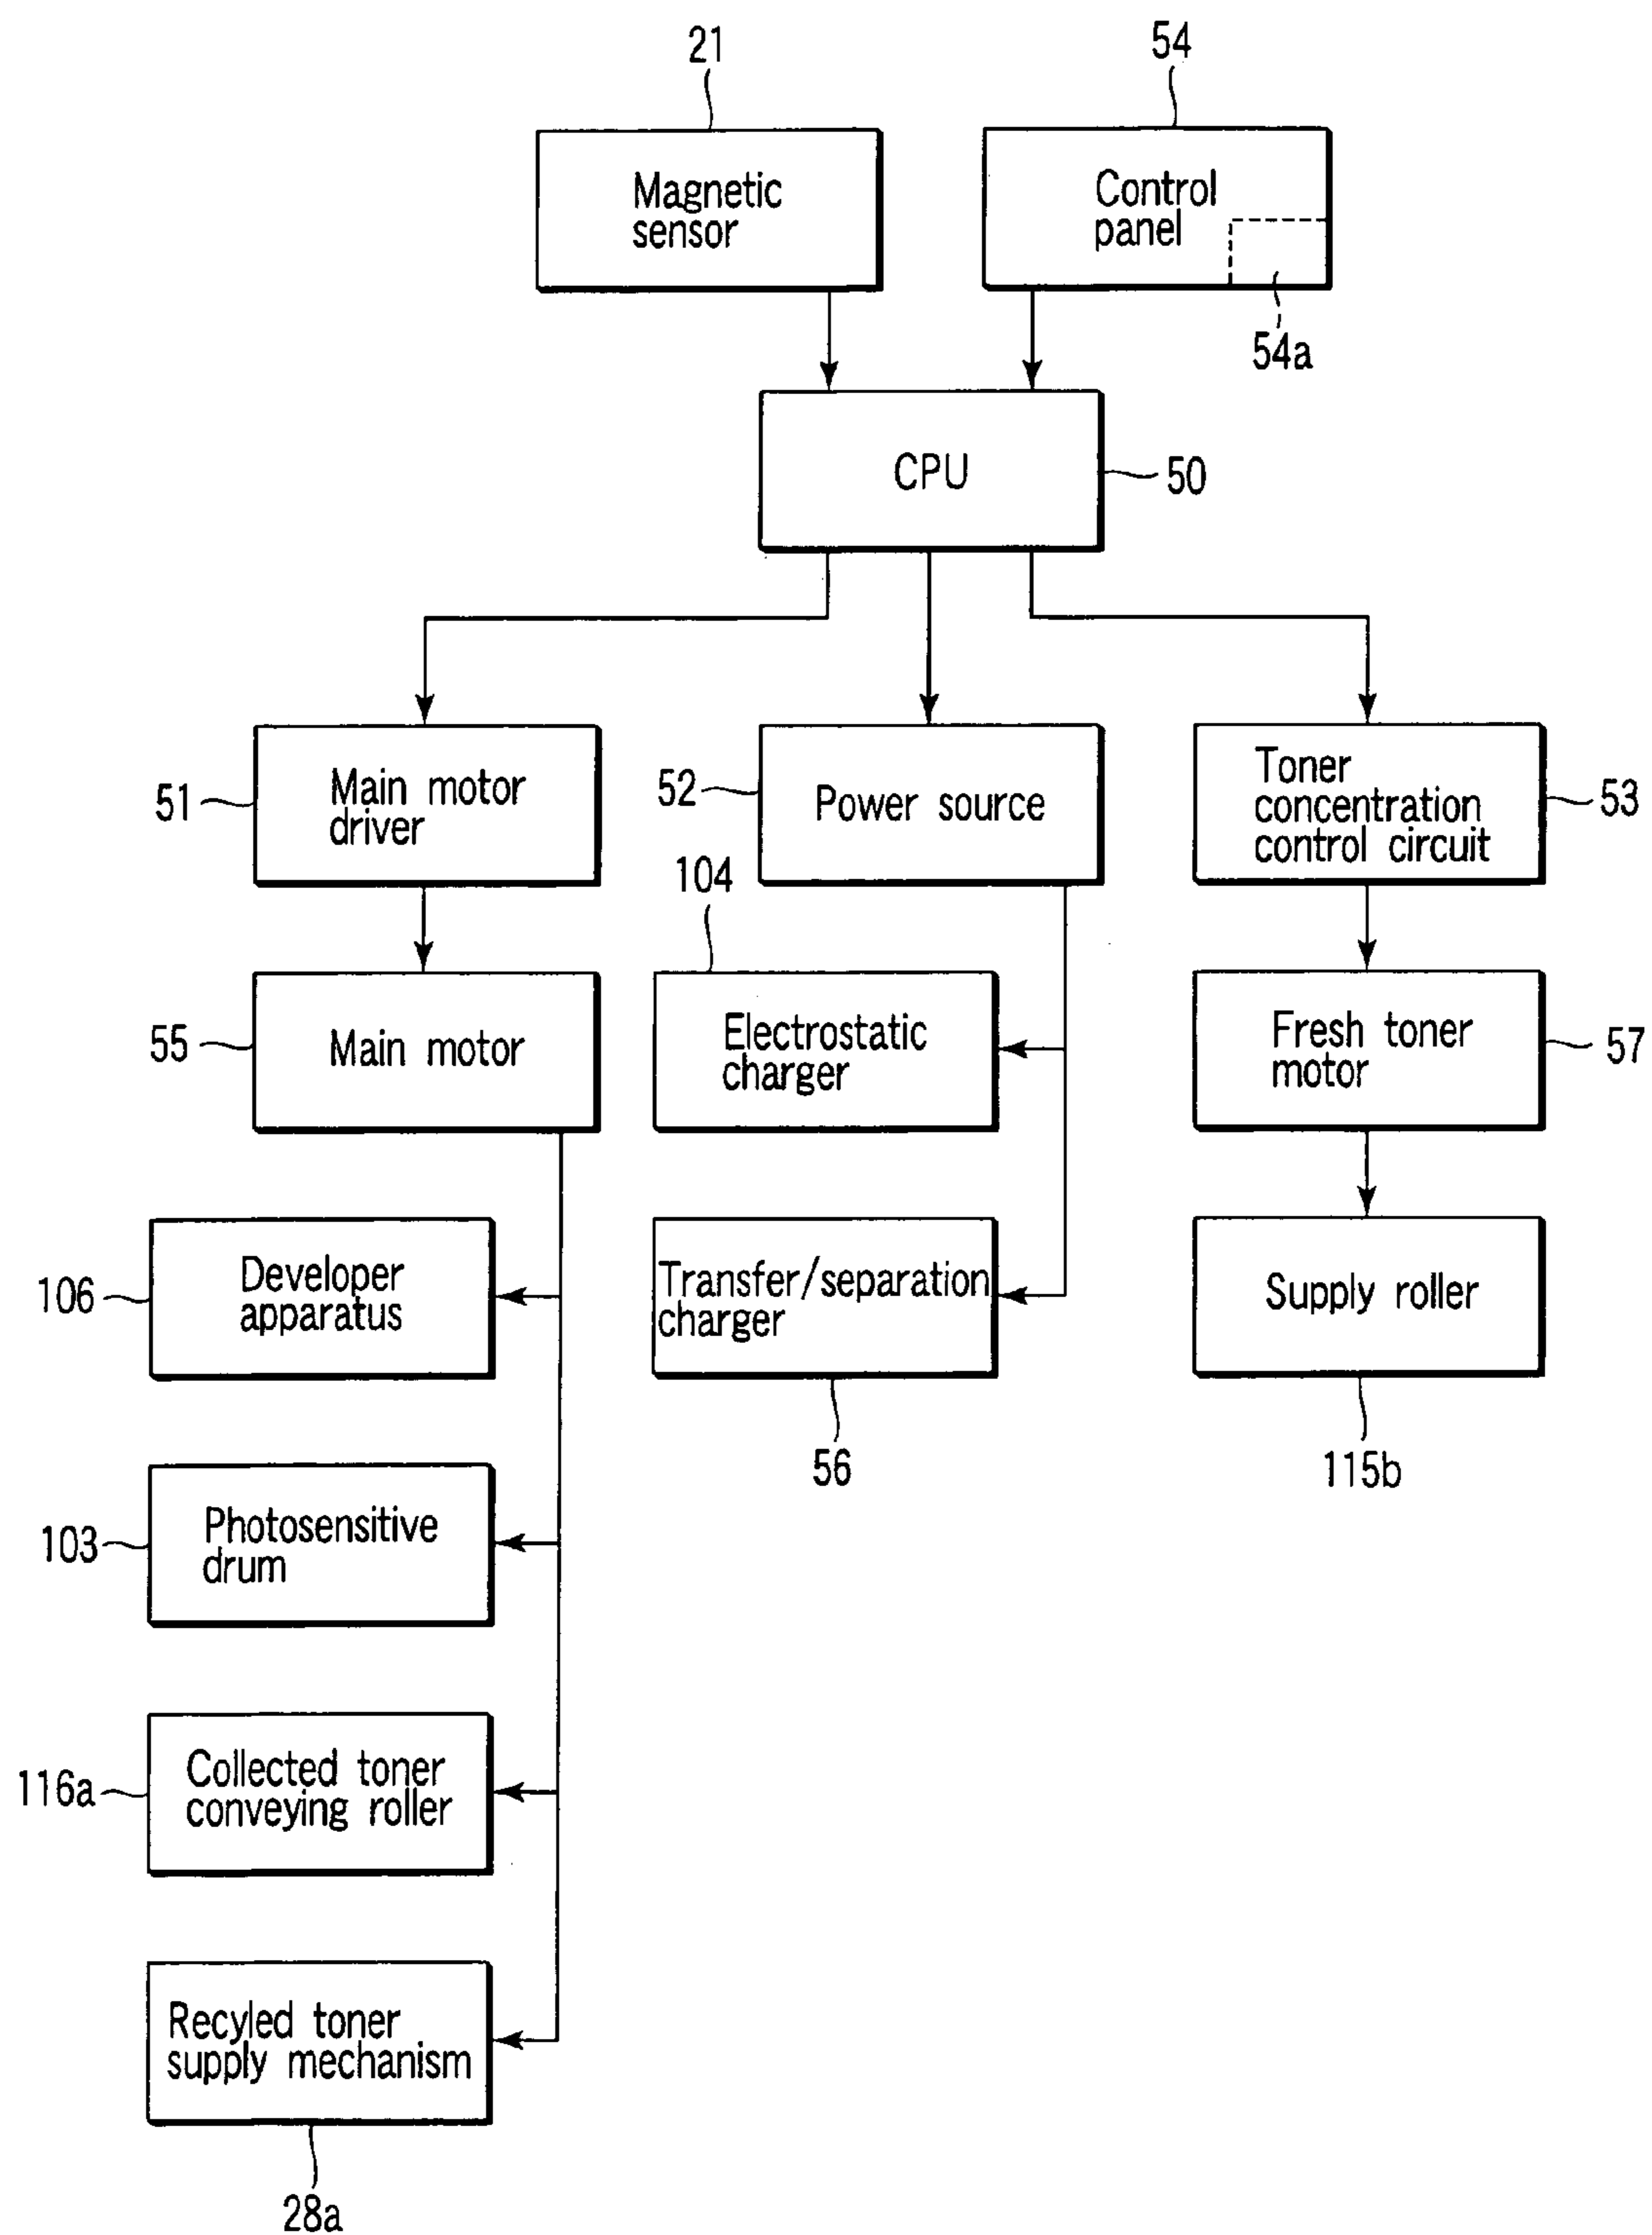 21
54
Magnetic
sensor
Control
panel
54a
CPU
50
51
Main motor
driver
52
Power source
Toner
concentration
control circuit
53
104
55
Main motor
Electrostatic
charger
Fresh toner
motor
57
106
Developer
apparatus
Transfer/separation
charger
Supply roller
56
115b
103
Photosensitive
drum
116a
Collected toner
conveying roller
Recyled toner
supply mechanism
28a